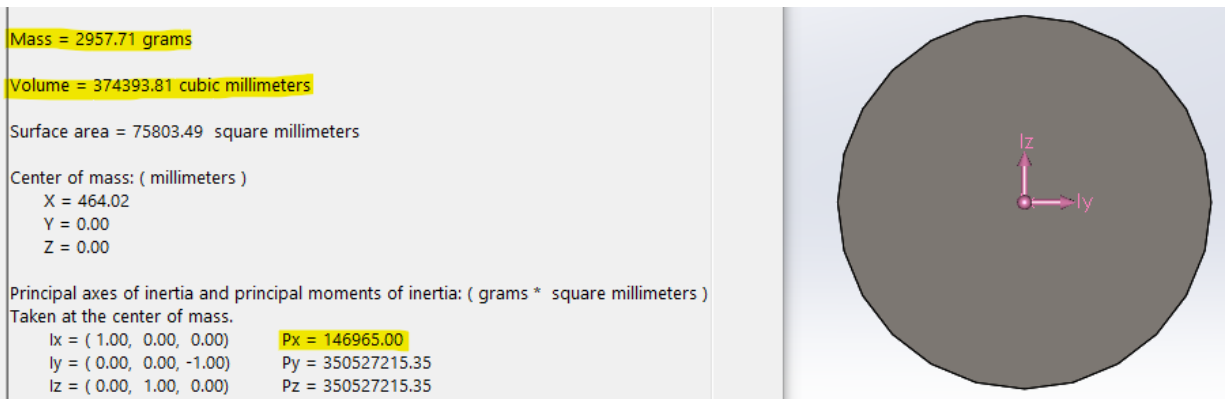 Mass = 2957.71 grams
Volume = 374393.81 cubic millimeters
Surface area = 75803.49 square millimeters
Center of mass: ( millimeters )
X = 464.02
Y = 0.00
Z = 0.00
Principal axes of inertia and principal moments of inertia: ( grams * square millimeters )
Taken at the center of mass.
Ix = ( 1.00, 0.00, 0.00) Px = 146965.00
Iy = ( 0.00, 0.00, -1.00) Py = 350527215.35
Iz = ( 0.00, 1.00, 0.00) Pz = 350527215.35
Iz
Iy